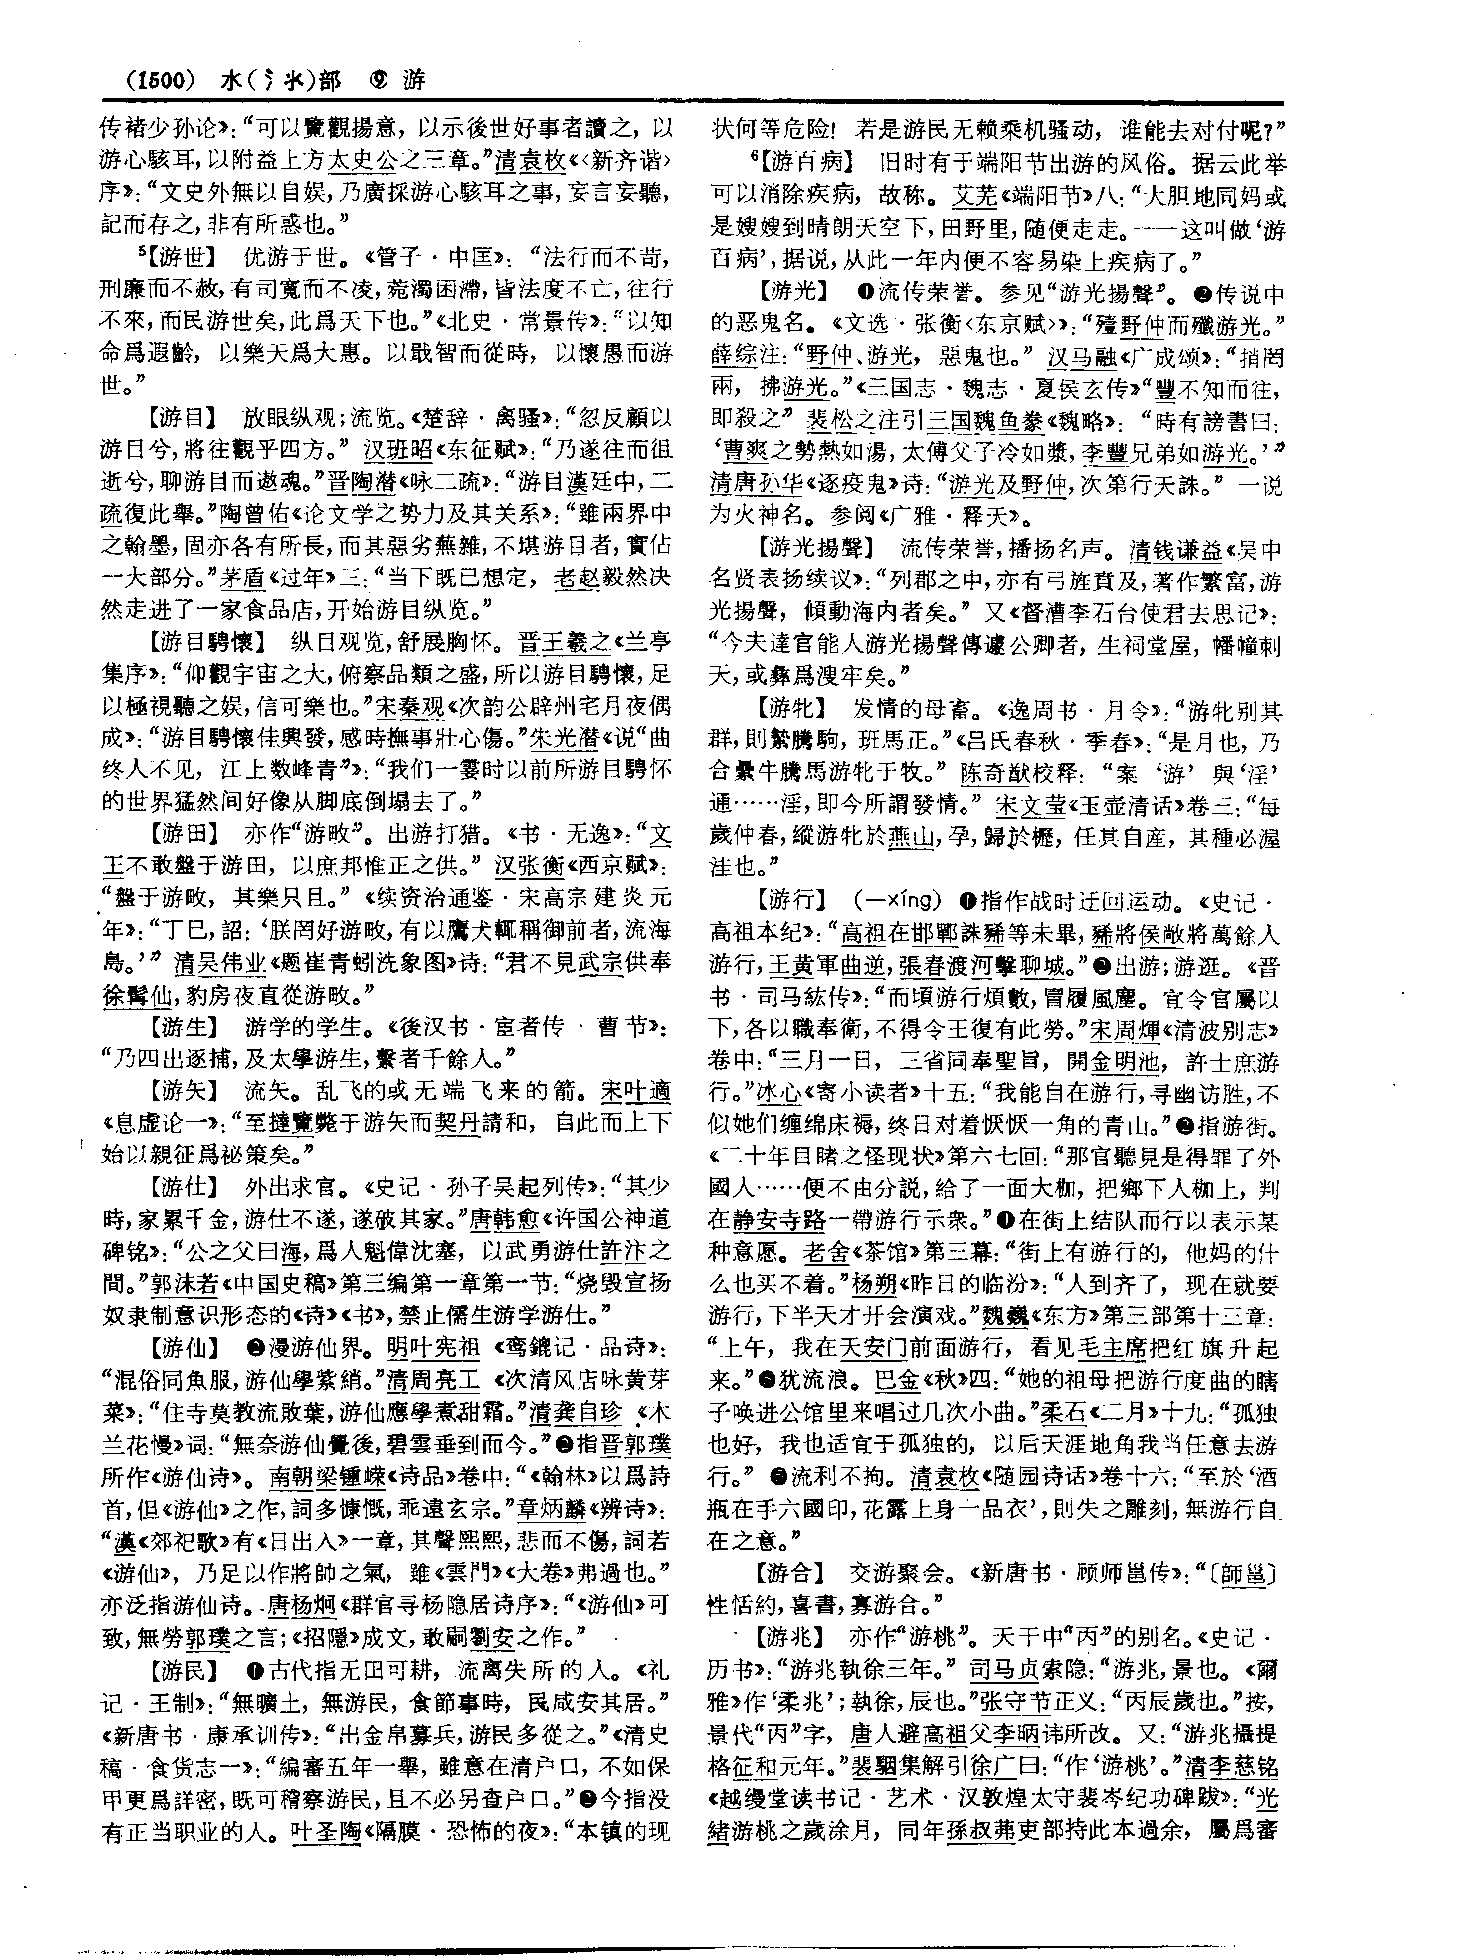 (1500) 水(氵氺)部 ⑨ 游
传褚少孙论》：“可以覽觀揚意，以示後世好事者讀之，以
游心駭耳，以附益上方太史公之三章。”清袁枚《〈新齐谐〉
序》：“文史外無以自娱，乃廣採游心駭耳之事，妄言妄聽，
記而存之，非有所惑也。”
5【游世】 优游于世。《管子·中匡》：“法行而不苛，
刑廉而不赦，有司寬而不凌，菀濁困滯，皆法度不亡，往行
不來，而民游世矣，此爲天下也。”《北史·常景传》：“以知
命爲遐齡，以樂天爲大惠。以戢智而從時，以懷愚而游
世。”
【游目】 放眼纵观；流览。《楚辞·离骚》：“忽反顧以
游目兮，將往觀乎四方。” 汉班昭《东征赋》：“乃遂往而徂
逝兮，聊游目而遨魂。”晋陶潜《咏二疏》：“游目漢廷中，二
疏復此舉。”陶曾佑《论文学之势力及其关系》：“雖兩界中
之翰墨，固亦各有所長，而其惡劣蕪雜，不堪游目者，實佔
一大部分。”茅盾《过年》三：“当下既已想定，老赵毅然决
然走进了一家食品店，开始游目纵览。”
【游目騁懷】 纵目观览，舒展胸怀。晋王羲之《兰亭
集序》：“仰觀宇宙之大，俯察品類之盛，所以游目騁懷，足
以極視聽之娱，信可樂也。”宋秦观《次韵公辟州宅月夜偶
成》：“游目騁懷佳興發，感時撫事壯心傷。”朱光潜《说“曲
终人不见，江上数峰青”》：“我们一霎时以前所游目骋怀
的世界猛然间好像从脚底倒塌去了。”
【游田】 亦作“游畋”。出游打猎。《书·无逸》：“文
王不敢盤于游田，以庶邦惟正之供。” 汉张衡《西京赋》：
“盤于游畋，其樂只且。” 《续资治通鉴·宋高宗建炎元
年》：“丁巳，詔：‘朕罔好游畋，有以鷹犬輒稱御前者，流海
島。’” 清吴伟业《题崔青蚓洗象图》诗：“君不見武宗供奉
徐髯仙，豹房夜直從游畋。”
【游生】 游学的学生。《後汉书·宦者传·曹节》：
“乃四出逐捕，及太學游生，繫者千餘人。”
【游矢】 流矢。乱飞的或无端飞来的箭。宋叶適
《息虚论一》：“至撻覽斃于游矢而契丹請和，自此而上下
始以親征爲祕策矣。”
【游仕】 外出求官。《史记·孙子吴起列传》：“其少
時，家累千金，游仕不遂，遂破其家。”唐韩愈《许国公神道
碑铭》：“公之父曰海，爲人魁偉沈塞，以武勇游仕許汴之
間。”郭沫若《中国史稿》第三编第一章第一节：“烧毁宣扬
奴隶制意识形态的《诗》《书》，禁止儒生游学游仕。”
【游仙】 ❶漫游仙界。明叶宪祖《鸾鎞记·品诗》：
“混俗同魚服，游仙學紫綃。”清周亮工《次清风店咏黄芽
菜》：“住寺莫教流敗葉，游仙應學煮甜霜。”清龚自珍《木
兰花慢》词：“無奈游仙覺後，碧雲垂到而今。”❷指晋郭璞
所作《游仙诗》。南朝梁锺嵘《诗品》卷中：“《翰林》以爲詩
首，但《游仙》之作，詞多慷慨，乖遠玄宗。”章炳麟《辨诗》：
“漢《郊祀歌》有《日出入》一章，其聲熙熙，悲而不傷，詞若
《游仙》，乃足以作將帥之氣，雖《雲門》《大卷》弗過也。”
亦泛指游仙诗。唐杨炯《群官寻杨隐居诗序》：“《游仙》可
致，無勞郭璞之言；《招隱》成文，敢嗣劉安之作。”
【游民】 ❶古代指无田可耕，流离失所的人。《礼
记·王制》：“無曠土，無游民，食節事時，民咸安其居。”
《新唐书·康承训传》：“出金帛募兵，游民多從之。”《清史
稿·食货志一》：“編審五年一舉，雖意在清户口，不如保
甲更爲詳密，既可稽察游民，且不必另查户口。”❷今指没
有正当职业的人。叶圣陶《隔膜·恐怖的夜》：“本镇的现
状何等危险！若是游民无赖乘机骚动，谁能去对付呢？”
6【游百病】 旧时有于端阳节出游的风俗。据云此举
可以消除疾病，故称。艾芜《端阳节》八：“大胆地同妈或
是嫂嫂到晴朗天空下，田野里，随便走走。——这叫做‘游
百病’，据说，从此一年内便不容易染上疾病了。”
【游光】 ❶流传荣誉。参见“游光揚聲”。❷传说中
的恶鬼名。《文选·张衡〈东京赋〉》：“殪野仲而殲游光。”
薛综注：“野仲、游光，惡鬼也。” 汉马融《广成颂》：“捎罔
兩，拂游光。”《三国志·魏志·夏侯玄传》“豐不知而往，
即殺之” 裴松之注引三国魏鱼豢《魏略》：“時有謗書曰：
‘曹爽之勢熱如湯，太傅父子冷如漿，李豐兄弟如游光。’”
清唐孙华《逐疫鬼》诗：“游光及野仲，次第行天誅。” 一说
为火神名。参阅《广雅·释天》。
【游光揚聲】 流传荣誉，播扬名声。清钱谦益《吴中
名贤表扬续议》：“列郡之中，亦有弓旌賁及，著作繁富，游
光揚聲，傾動海内者矣。” 又《督漕李石台使君去思记》：
“今夫達官能人游光揚聲傳遽公卿者，生祠堂屋，幡幢刺
天，或彝爲溲牢矣。”
【游牝】 发情的母畜。《逸周书·月令》：“游牝别其
群，則縶騰駒，班馬正。”《吕氏春秋·季春》：“是月也，乃
合纍牛騰馬游牝于牧。” 陈奇猷校释：“案‘游’與‘淫’
通……淫，即今所謂發情。” 宋文莹《玉壶清话》卷三：“每
歲仲春，縱游牝於燕山，孕，歸於櫪，任其自産，其種必渥
洼也。”
【游行】 (—xíng) ❶指作战时迂回运动。《史记·
高祖本纪》：“高祖在邯鄲誅豨等未畢，豨將侯敞將萬餘人
游行，王黄軍曲逆，張春渡河擊聊城。”❷出游；游逛。《晋
书·司马紘传》：“而頃游行煩數，冒履風塵。宜令官屬以
下，各以職奉衛，不得令王復有此勞。”宋周煇《清波别志》
卷中：“三月一日，三省同奉聖旨，開金明池，許士庶游
行。”冰心《寄小读者》十五：“我能自在游行，寻幽访胜，不
似她们缠绵床褥，终日对着恹恹一角的青山。”❸指游街。
《二十年目睹之怪现状》第六七回：“那官聽見是得罪了外
國人……便不由分説，給了一面大枷，把鄉下人枷上，判
在静安寺路一帶游行示衆。”❹在街上结队而行以表示某
种意愿。老舍《茶馆》第三幕：“街上有游行的，他妈的什
么也买不着。”杨朔《昨日的临汾》：“人到齐了，现在就要
游行，下半天才开会演戏。”魏巍《东方》第三部第十三章：
“上午，我在天安门前面游行，看见毛主席把红旗升起
来。”❺犹流浪。巴金《秋》四：“她的祖母把游行度曲的瞎
子唤进公馆里来唱过几次小曲。”柔石《二月》十九：“孤独
也好，我也适宜于孤独的，以后天涯地角我当任意去游
行。” ❻流利不拘。清袁枚《随园诗话》卷十六：“至於‘酒
瓶在手六國印，花露上身一品衣’，則失之雕刻，無游行自
在之意。”
【游合】 交游聚会。《新唐书·顾师邕传》：“〔師邕〕
性恬約，喜書，寡游合。”
【游兆】 亦作“游桃”。天干中“丙”的别名。《史记·
历书》：“游兆執徐三年。” 司马贞索隐：“游兆，景也。《爾
雅》作‘柔兆’；執徐，辰也。”张守节正义：“丙辰歲也。”按，
景代“丙”字，唐人避高祖父李昞讳所改。又：“游兆攝提
格征和元年。”裴駰集解引徐广曰：“作‘游桃’。”清李慈铭
《越缦堂读书记·艺术·汉敦煌太守裴岑纪功碑跋》：“光
緒游桃之歲涂月，同年孫叔茀吏部持此本過余，屬爲審